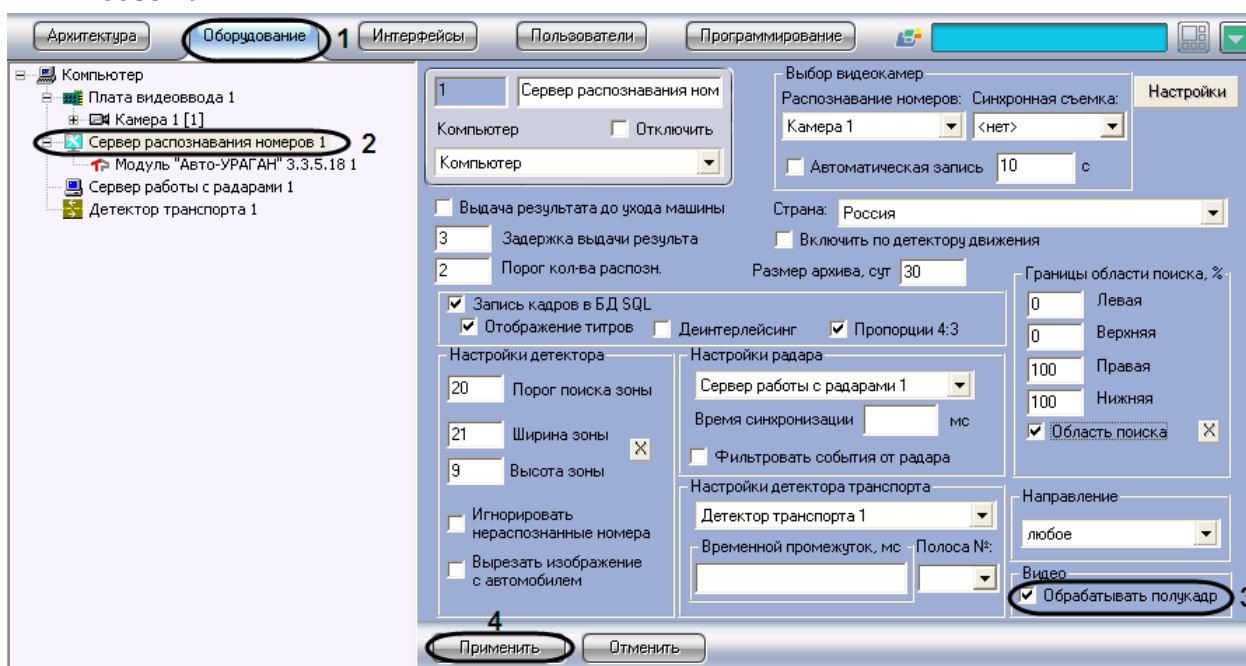 Архитектура Оборудование 1 Интерфейсы Пользователи Программирование
Компьютер
Плата видеоввода 1
Камера 1 [1]
Сервер распознавания номеров 1 2
Модуль "Авто-УРАГАН" 3.3.5.18 1
Сервер работы с радарами 1
Детектор транспорта 1
1 Сервер распознавания ном
Компьютер Отключить
Компьютер
Выбор видеокамер
Распознавание номеров: Синхронная съемка:
Камера 1 <нет>
Автоматическая запись 10 с
Настройки
Выдача результата до ухода машины
3 Задержка выдачи результа
2 Порог кол-ва распозн.
Страна: Россия
Включить по детектору движения
Размер архива, сут 30
Запись кадров в БД SQL
Отображение титров Деинтерлейсинг Пропорции 4:3
Границы области поиска, %
0 Левая
0 Верхняя
100 Правая
100 Нижняя
Область поиска X
Настройки детектора
20 Порог поиска зоны
21 Ширина зоны
X
9 Высота зоны
Игнорировать
нераспознанные номера
Вырезать изображение
с автомобилем
Настройки радара
Сервер работы с радарами 1
Время синхронизации мс
Фильтровать события от радара
Настройки детектора транспорта
Детектор транспорта 1
Временной промежуток, мс Полоса №:
Направление
любое
Видео
Обрабатывать полукадр 3
4
Применить Отменить